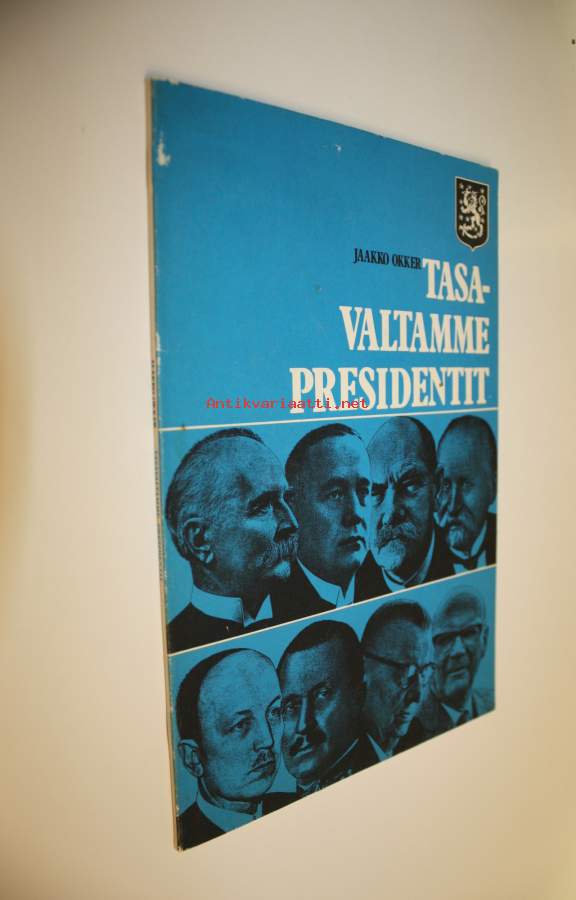 JAAKKO OKKER
TASA-
VALTAMME
PRESIDENTIT
Antikvariaatti.net